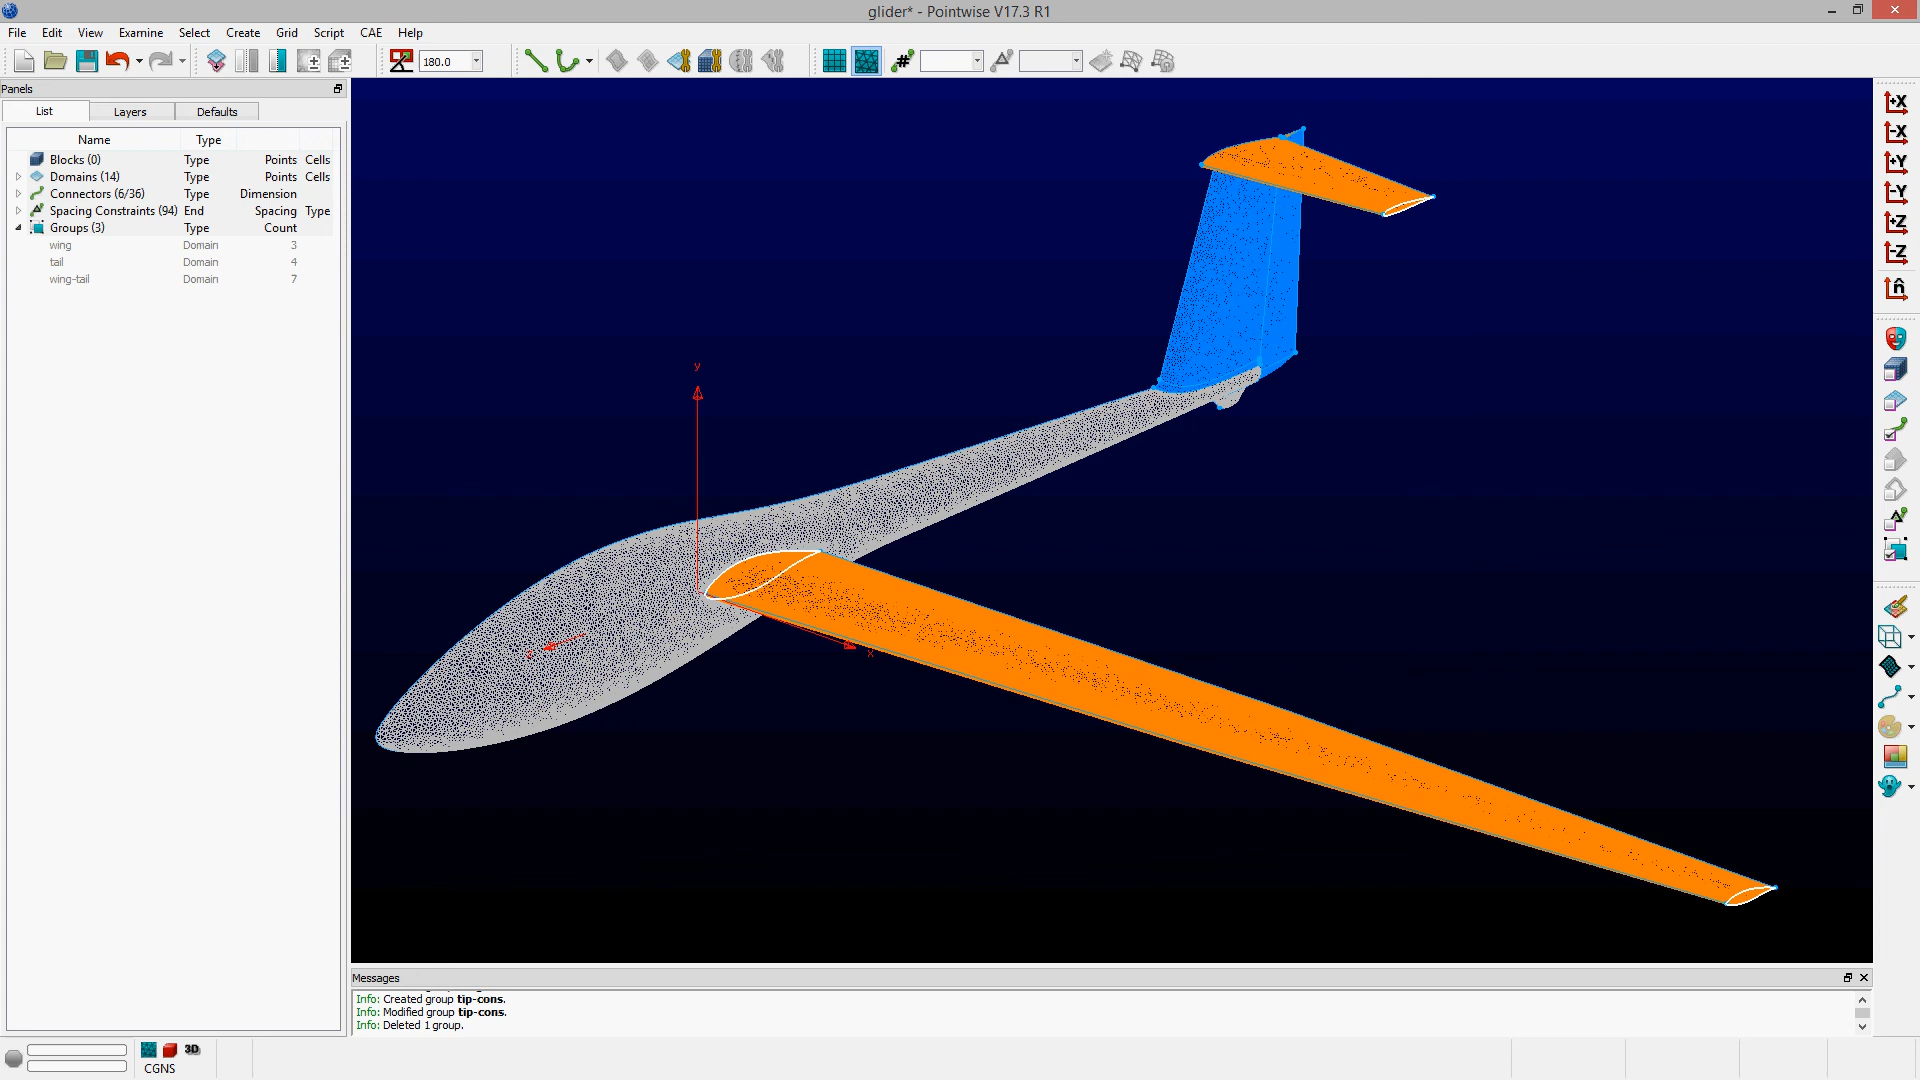 glider* - Pointwise V17.3 R1
File Edit View Examine Select Create Grid Script CAE Help
180.0
Panels
List Layers Defaults
Name Type
Blocks (0) Type Points Cells
Domains (14) Type Points Cells
Connectors (6/36) Type Dimension
Spacing Constraints (94) End Spacing Type
Groups (3) Type Count
wing Domain 3
tail Domain 4
wing-tail Domain 7
y
x
+X
-X
+Y
-Y
+Z
-Z
n̂
Messages
Info: Created group tip-cons.
Info: Modified group tip-cons.
Info: Deleted 1 group.
3D
CGNS